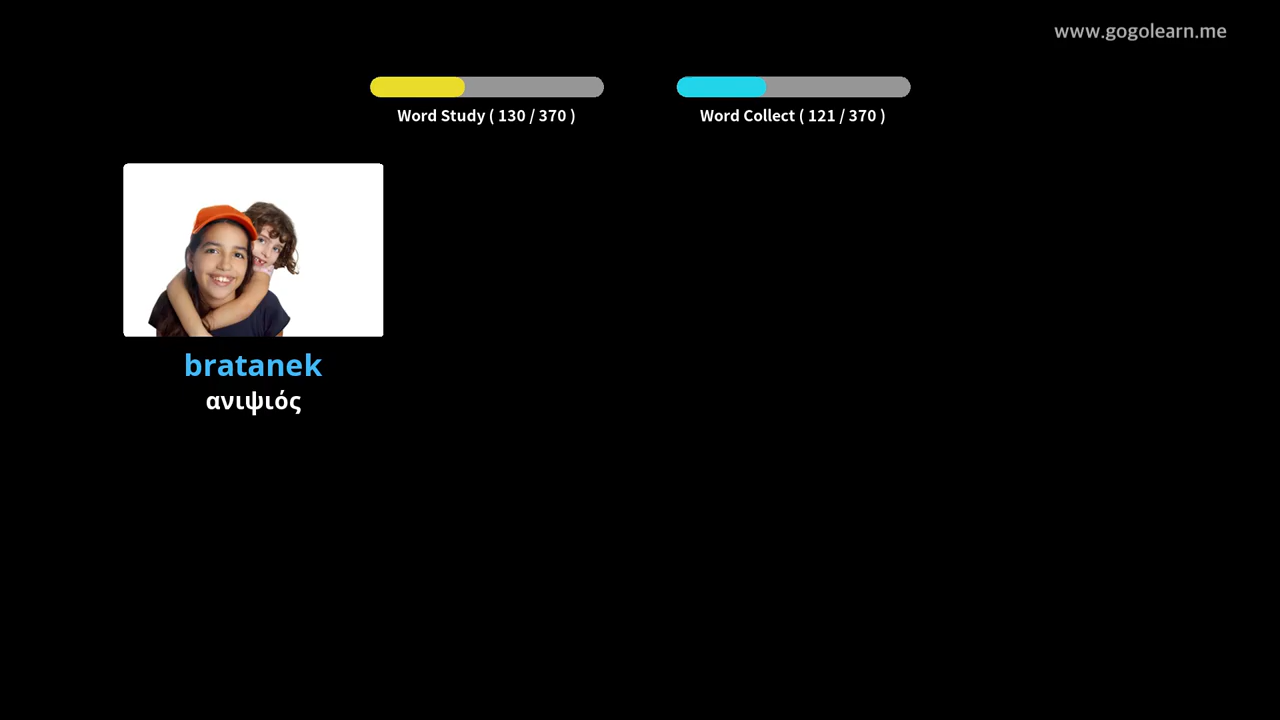 www.gogolearn.me
Word Study ( 130 / 370 )
Word Collect ( 121 / 370 )
bratanek
ανιψιός